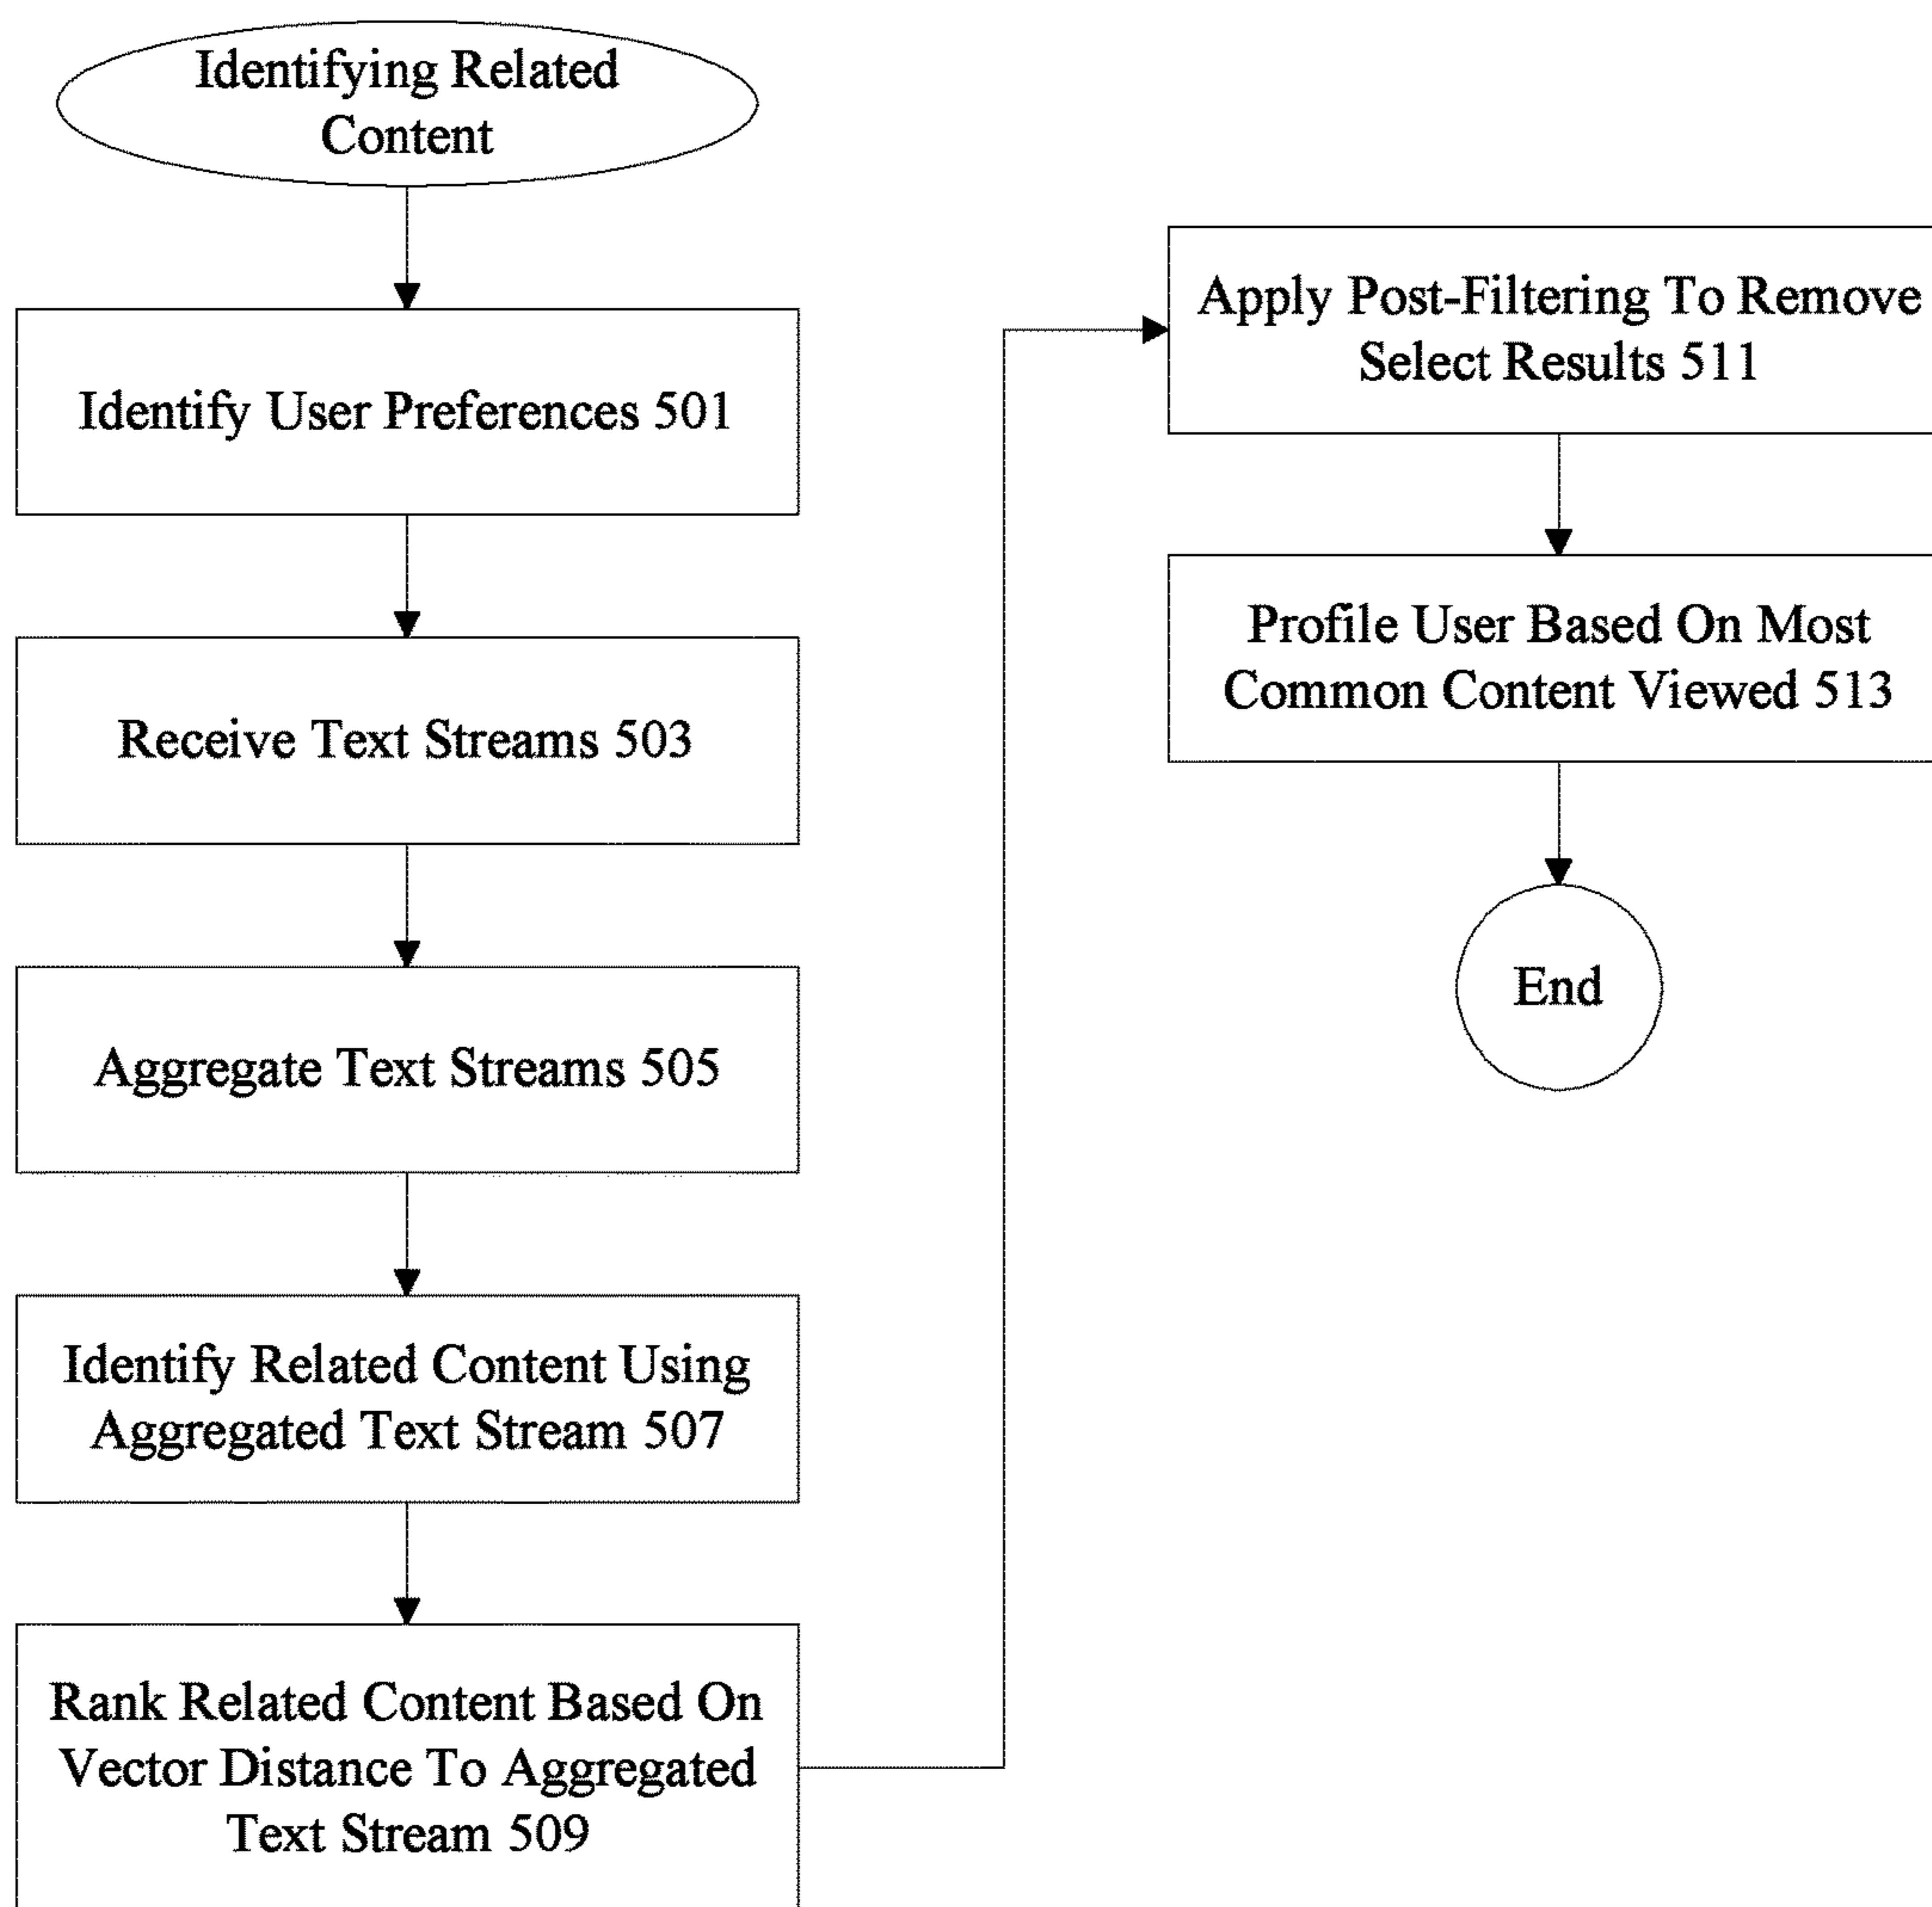 Identifying Related
Content
Identify User Preferences 501
Receive Text Streams 503
Aggregate Text Streams 505
Identify Related Content Using
Aggregated Text Stream 507
Rank Related Content Based On
Vector Distance To Aggregated
Text Stream 509
Apply Post-Filtering To Remove
Select Results 511
Profile User Based On Most
Common Content Viewed 513
End